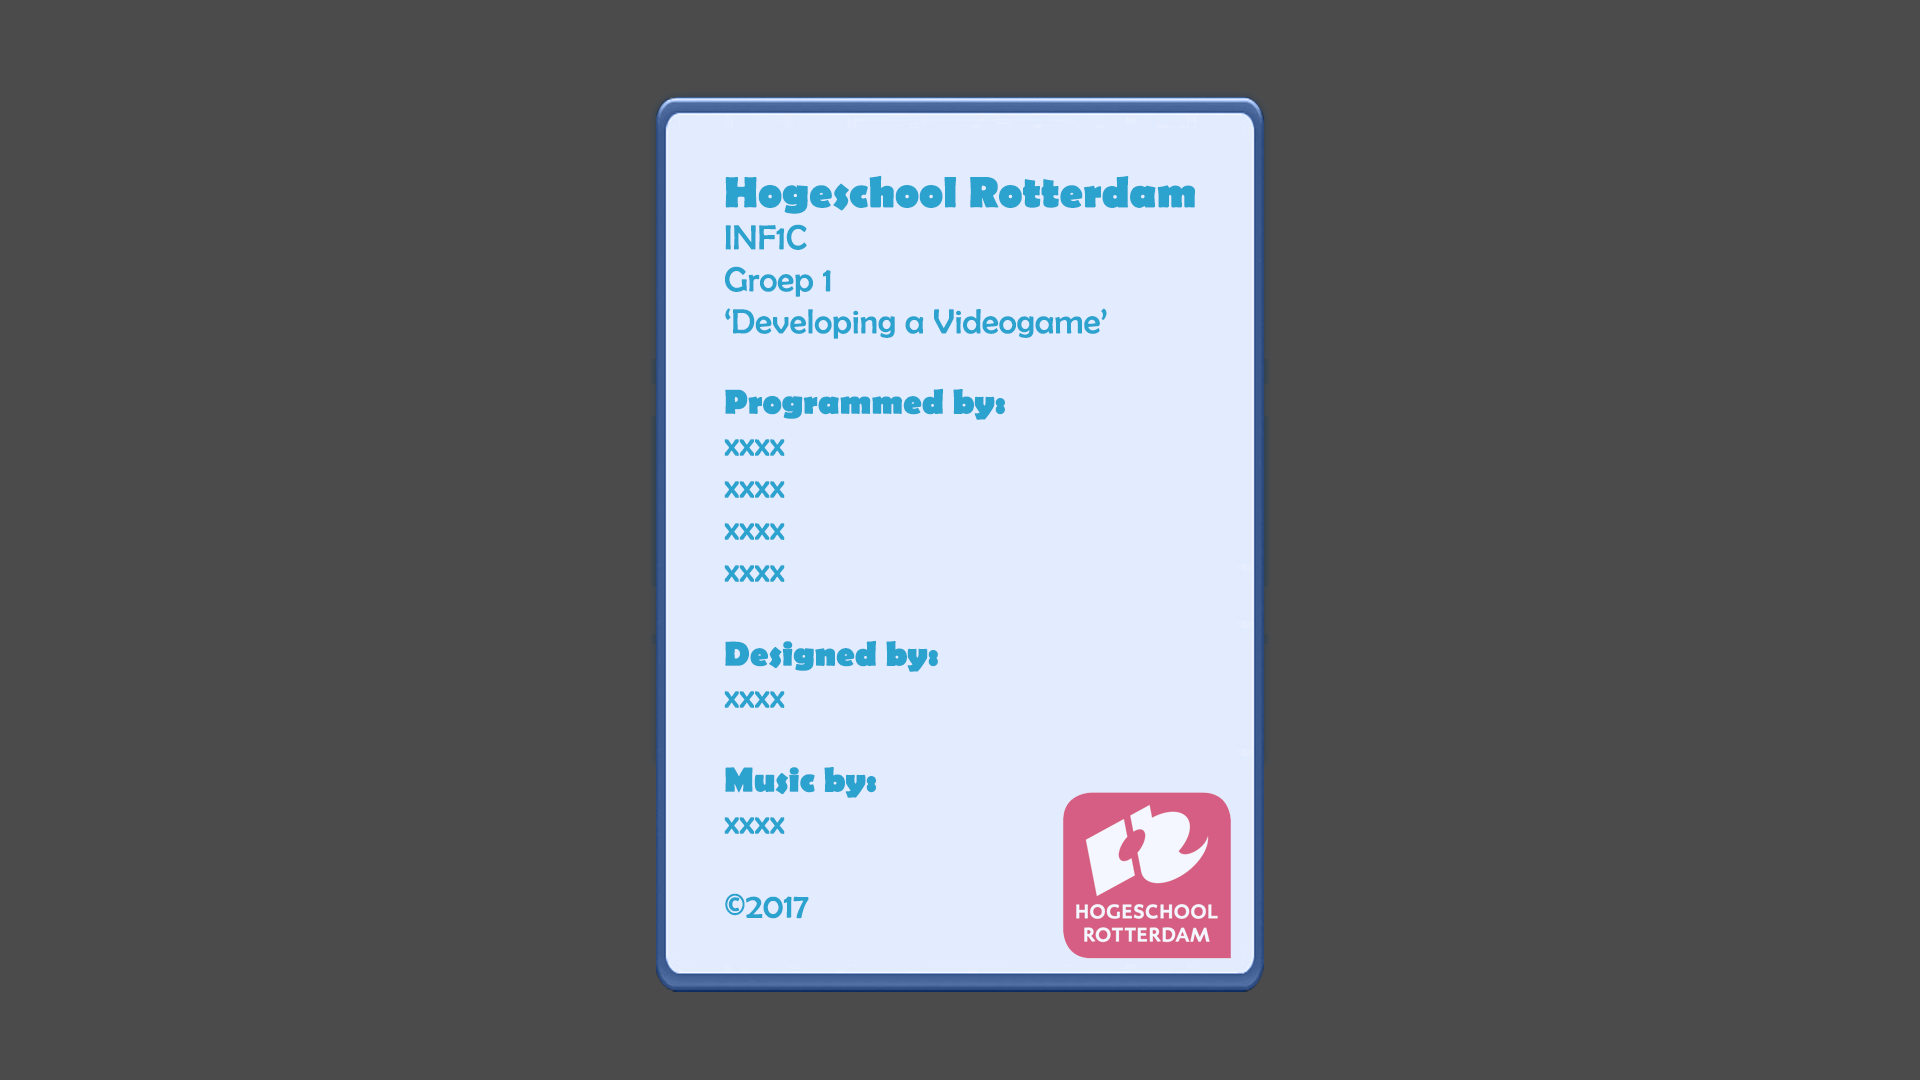 Hogeschool Rotterdam
INF1C
Groep 1
‘Developing a Videogame’
Programmed by:
xxxx
xxxx
xxxx
xxxx
Designed by:
xxxx
Music by:
xxxx
©2017
HOGESCHOOL
ROTTERDAM